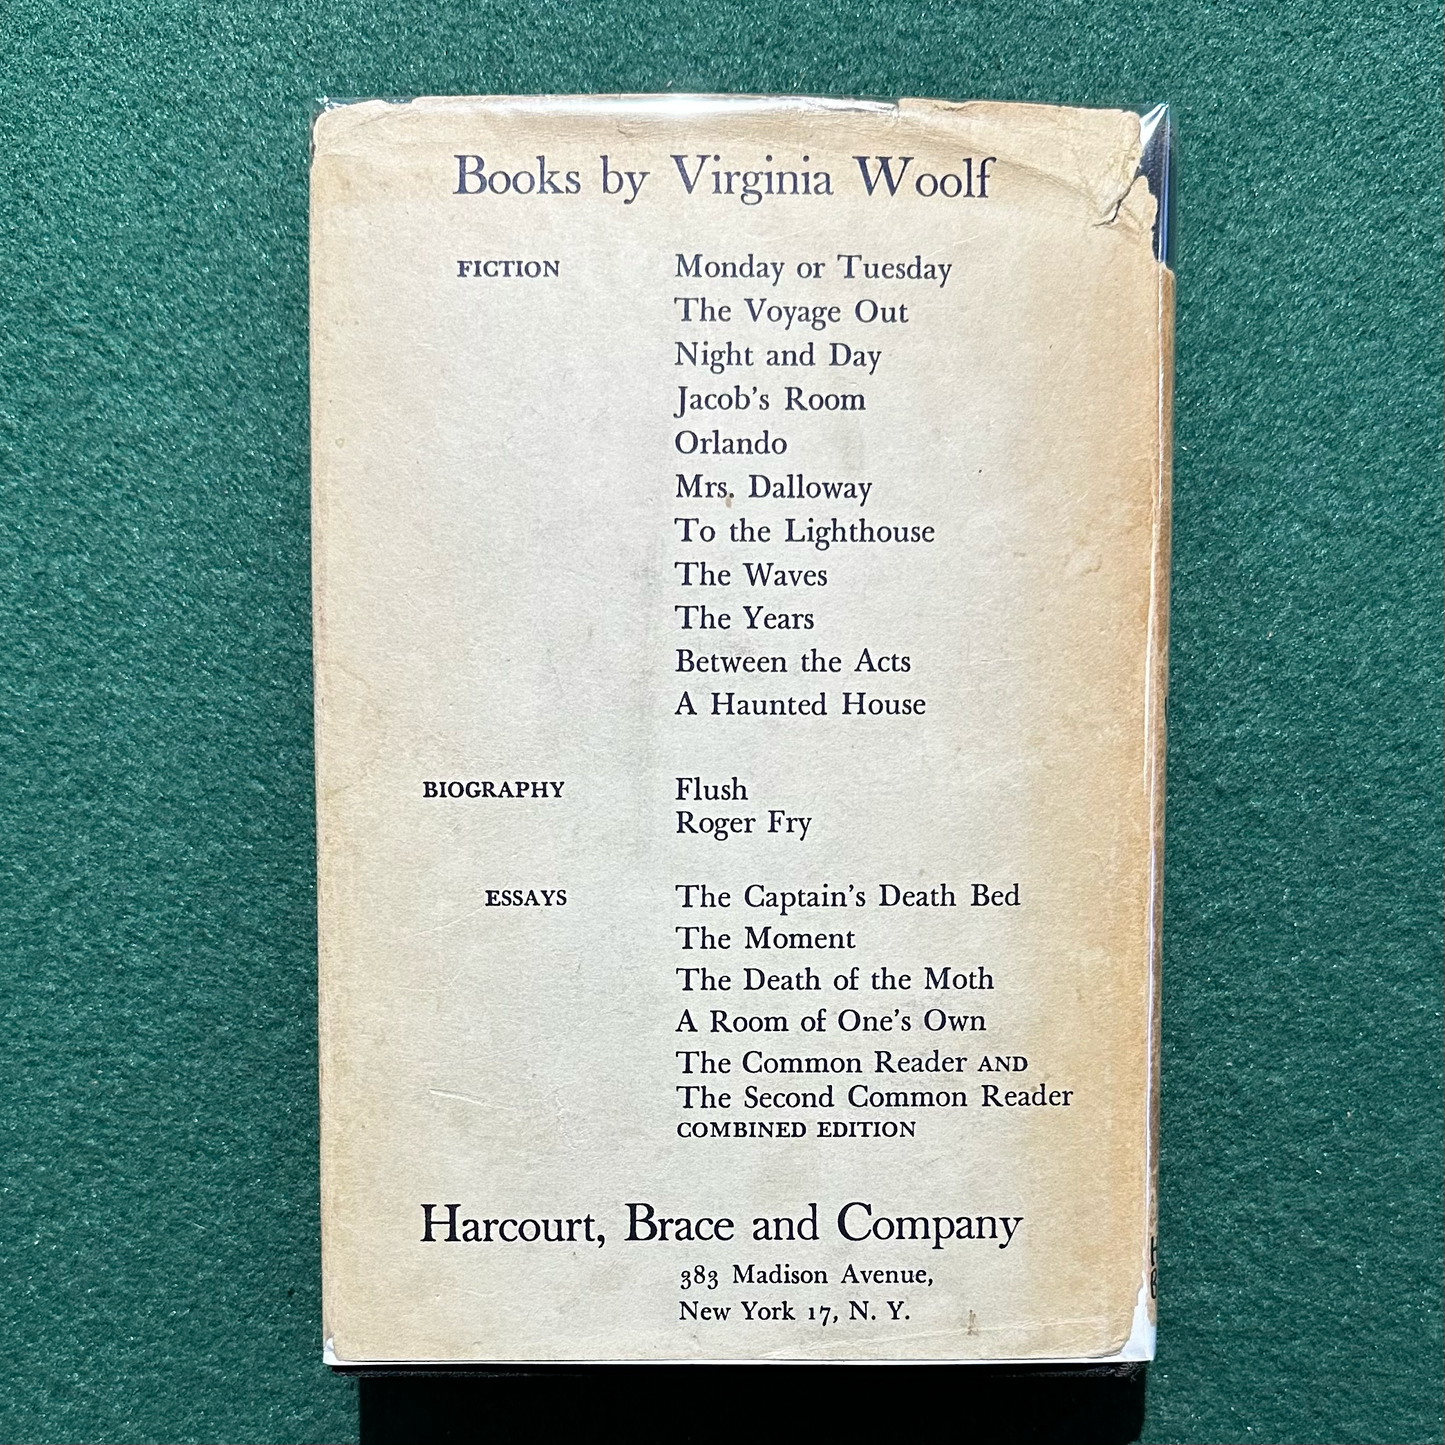 Books by Virginia Woolf
FICTION Monday or Tuesday
The Voyage Out
Night and Day
Jacob's Room
Orlando
Mrs. Dalloway
To the Lighthouse
The Waves
The Years
Between the Acts
A Haunted House
BIOGRAPHY Flush
Roger Fry
ESSAYS The Captain's Death Bed
The Moment
The Death of the Moth
A Room of One's Own
The Common Reader AND
The Second Common Reader
COMBINED EDITION
Harcourt, Brace and Company
383 Madison Avenue,
New York 17, N. Y.